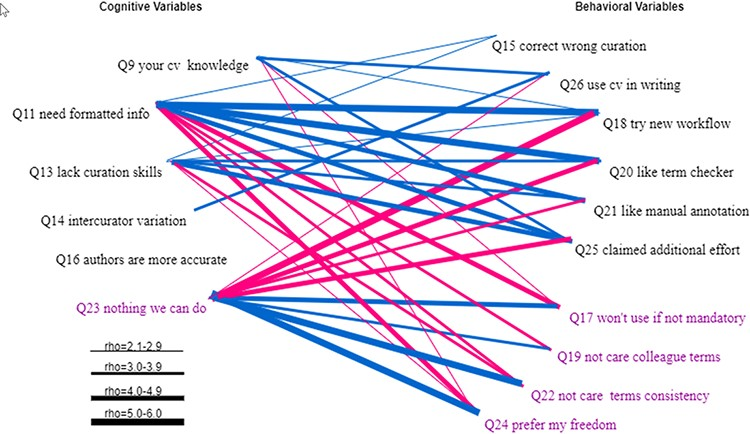 Cognitive Variables
Behavioral Variables
Q9 your cv knowledge
Q11 need formatted info
Q13 lack curation skills
Q14 intercurator variation
Q16 authors are more accurate
Q23 nothing we can do
rho=2.1-2.9
rho=3.0-3.9
rho=4.0-4.9
rho=5.0-6.0
Q15 correct wrong curation
Q26 use cv in writing
Q18 try new workflow
Q20 like term checker
Q21 like manual annotation
Q25 claimed additional effort
Q17 won't use if not mandatory
Q19 not care colleague terms
Q22 not care terms consistency
Q24 prefer my freedom